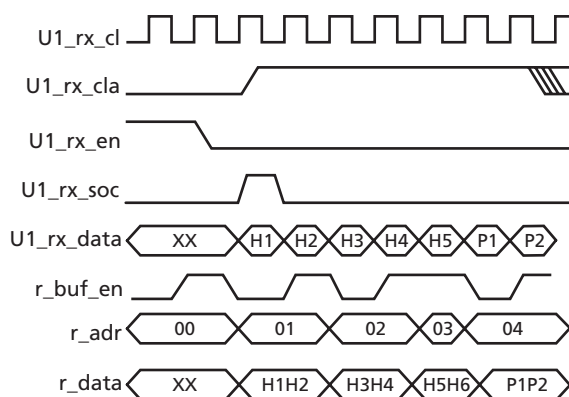 U1_rx_cl
U1_rx_cla
U1_rx_en
U1_rx_soc
U1_rx_data XX H1 H2 H3 H4 H5 P1 P2
r_buf_en
r_adr 00 01 02 03 04
r_data XX H1H2 H3H4 H5H6 P1P2